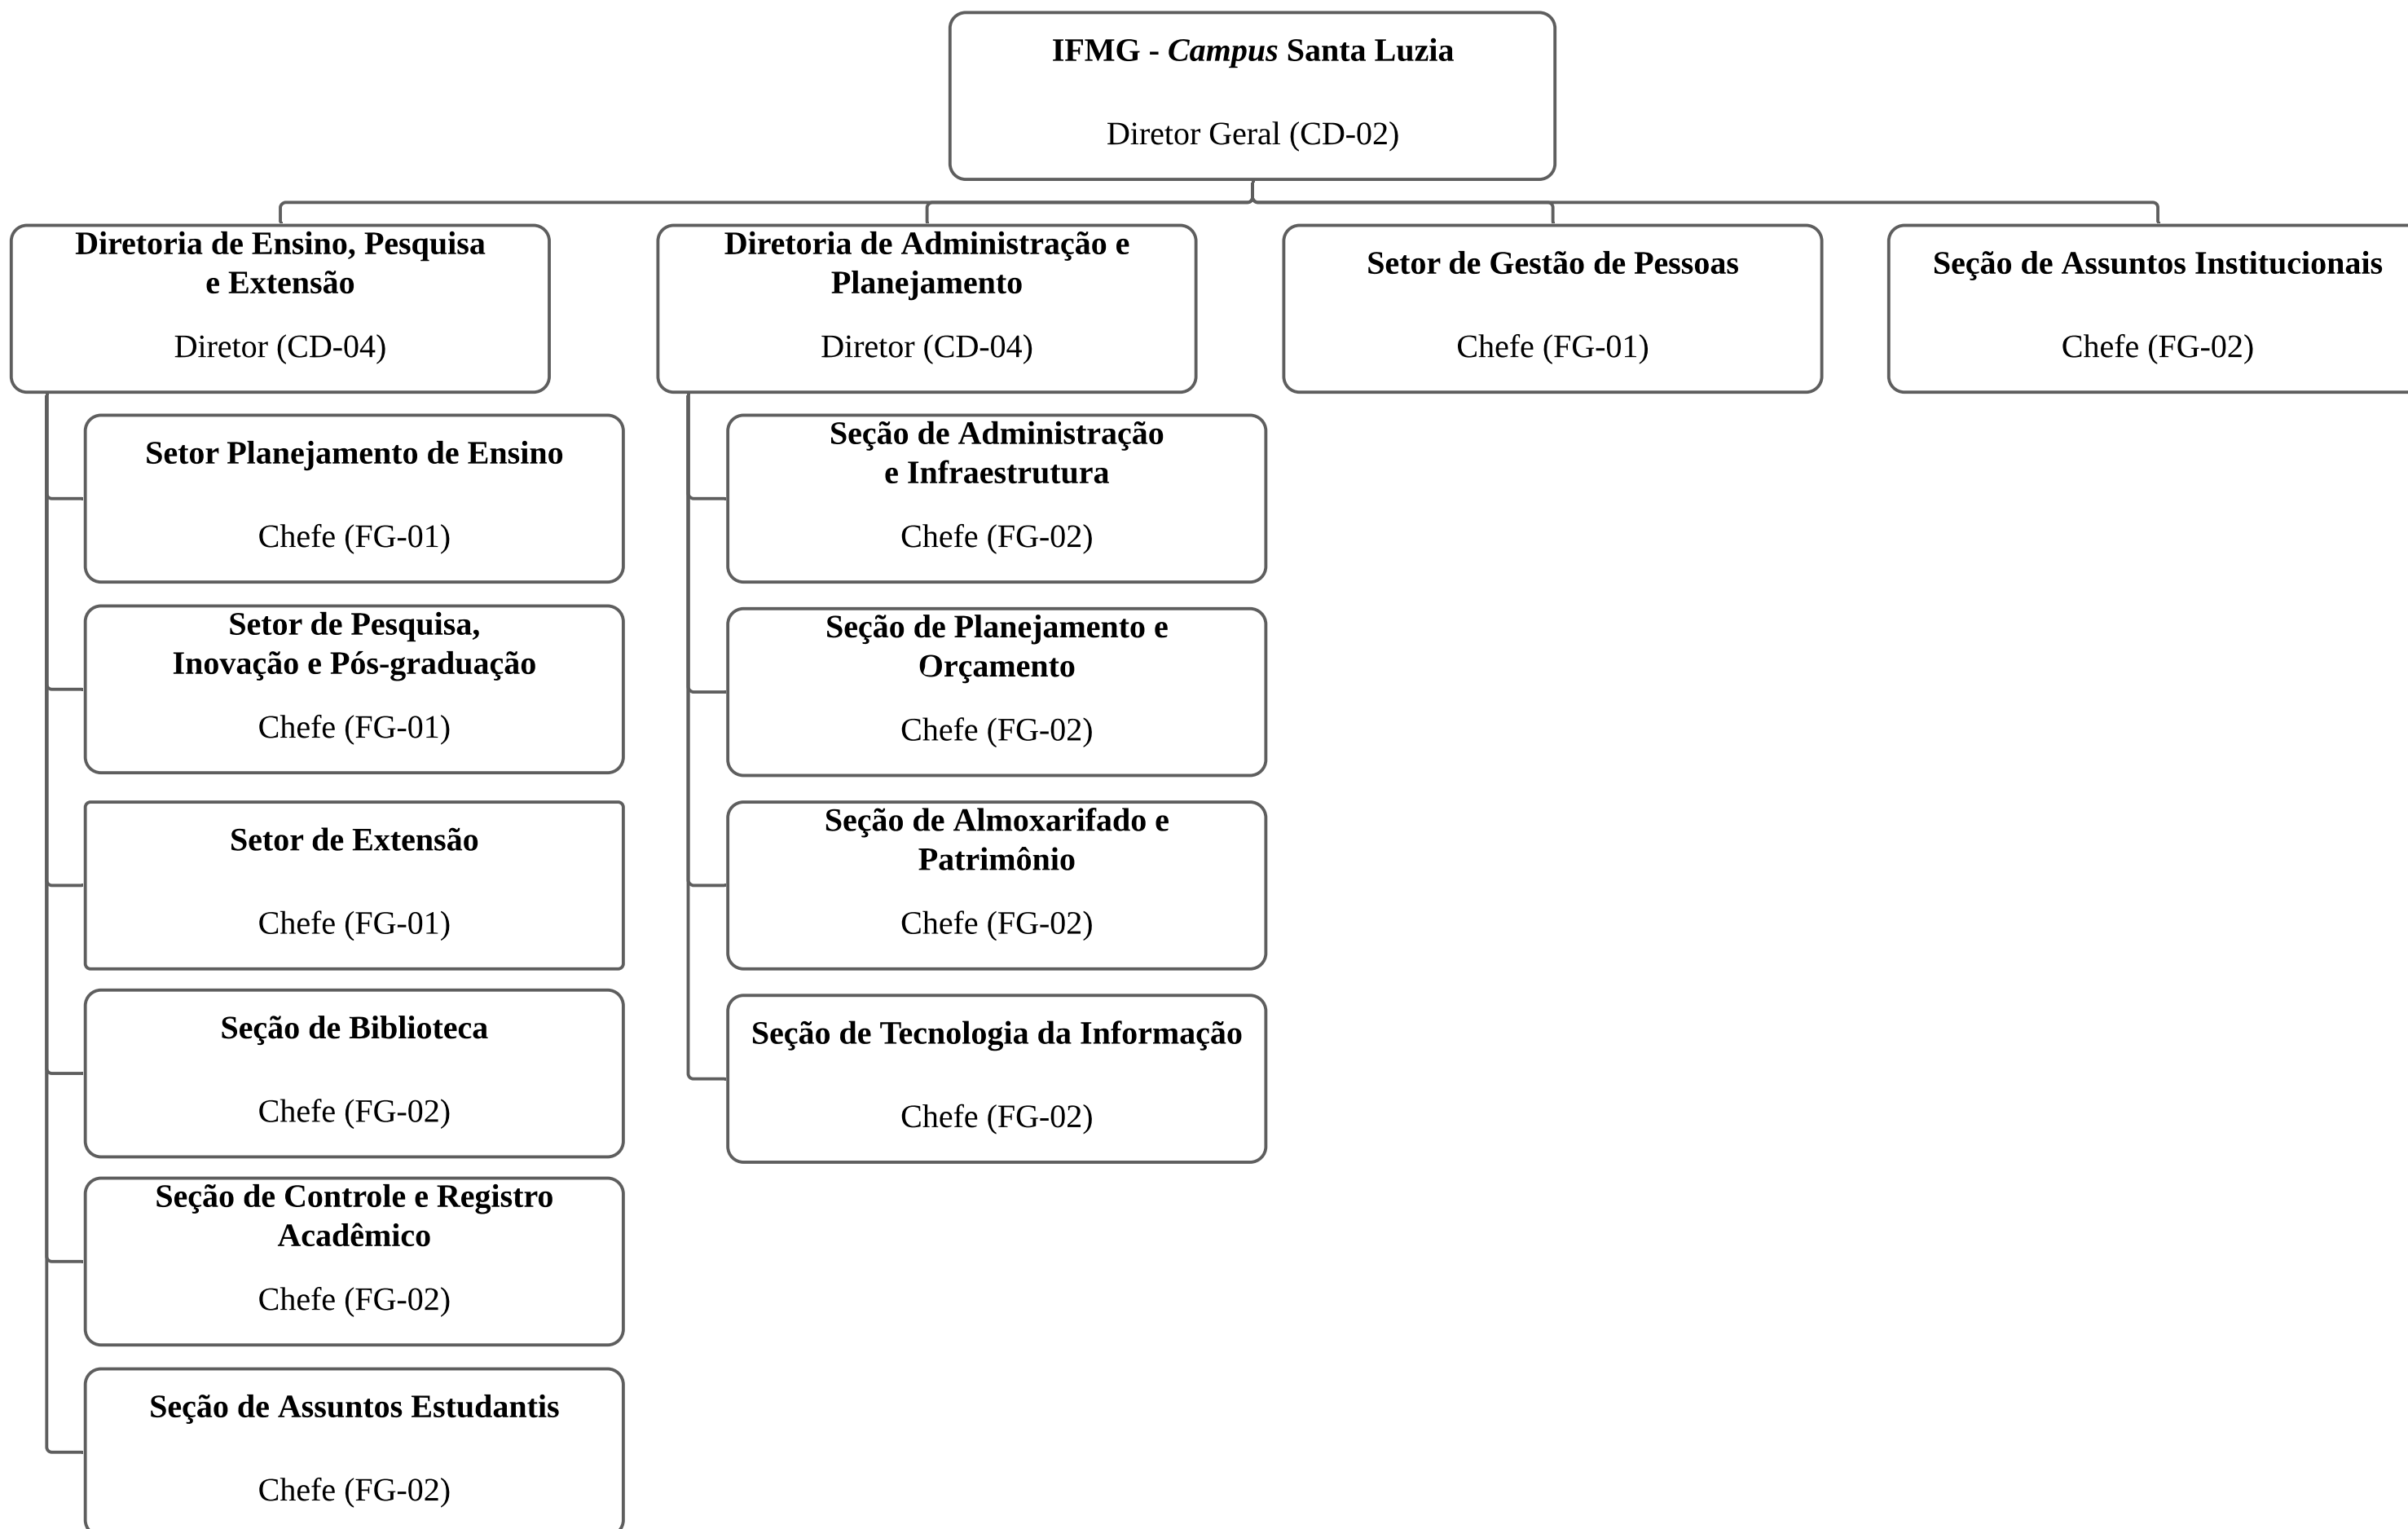 IFMG - Campus Santa Luzia
Diretor Geral (CD-02)
Diretoria de Ensino, Pesquisa
e Extensão
Diretor (CD-04)
Diretoria de Administração e
Planejamento
Diretor (CD-04)
Setor de Gestão de Pessoas
Chefe (FG-01)
Seção de Assuntos Institucionais
Chefe (FG-02)
Setor Planejamento de Ensino
Chefe (FG-01)
Setor de Pesquisa,
Inovação e Pós-graduação
Chefe (FG-01)
Setor de Extensão
Chefe (FG-01)
Seção de Biblioteca
Chefe (FG-02)
Seção de Controle e Registro
Acadêmico
Chefe (FG-02)
Seção de Assuntos Estudantis
Chefe (FG-02)
Seção de Administração
e Infraestrutura
Chefe (FG-02)
Seção de Planejamento e
Orçamento
Chefe (FG-02)
Seção de Almoxarifado e
Patrimônio
Chefe (FG-02)
Seção de Tecnologia da Informação
Chefe (FG-02)